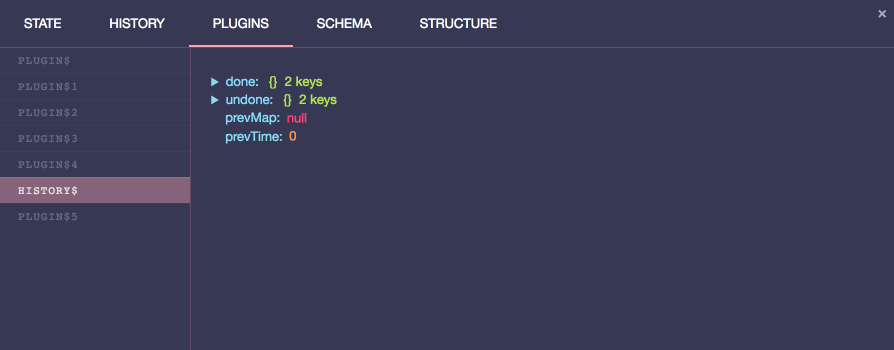 STATE HISTORY PLUGINS SCHEMA STRUCTURE ×
PLUGIN$
PLUGIN$1
PLUGIN$2
PLUGIN$3
PLUGIN$4
HISTORY$
PLUGIN$5
▶ done: {} 2 keys
▶ undone: {} 2 keys
prevMap: null
prevTime: 0